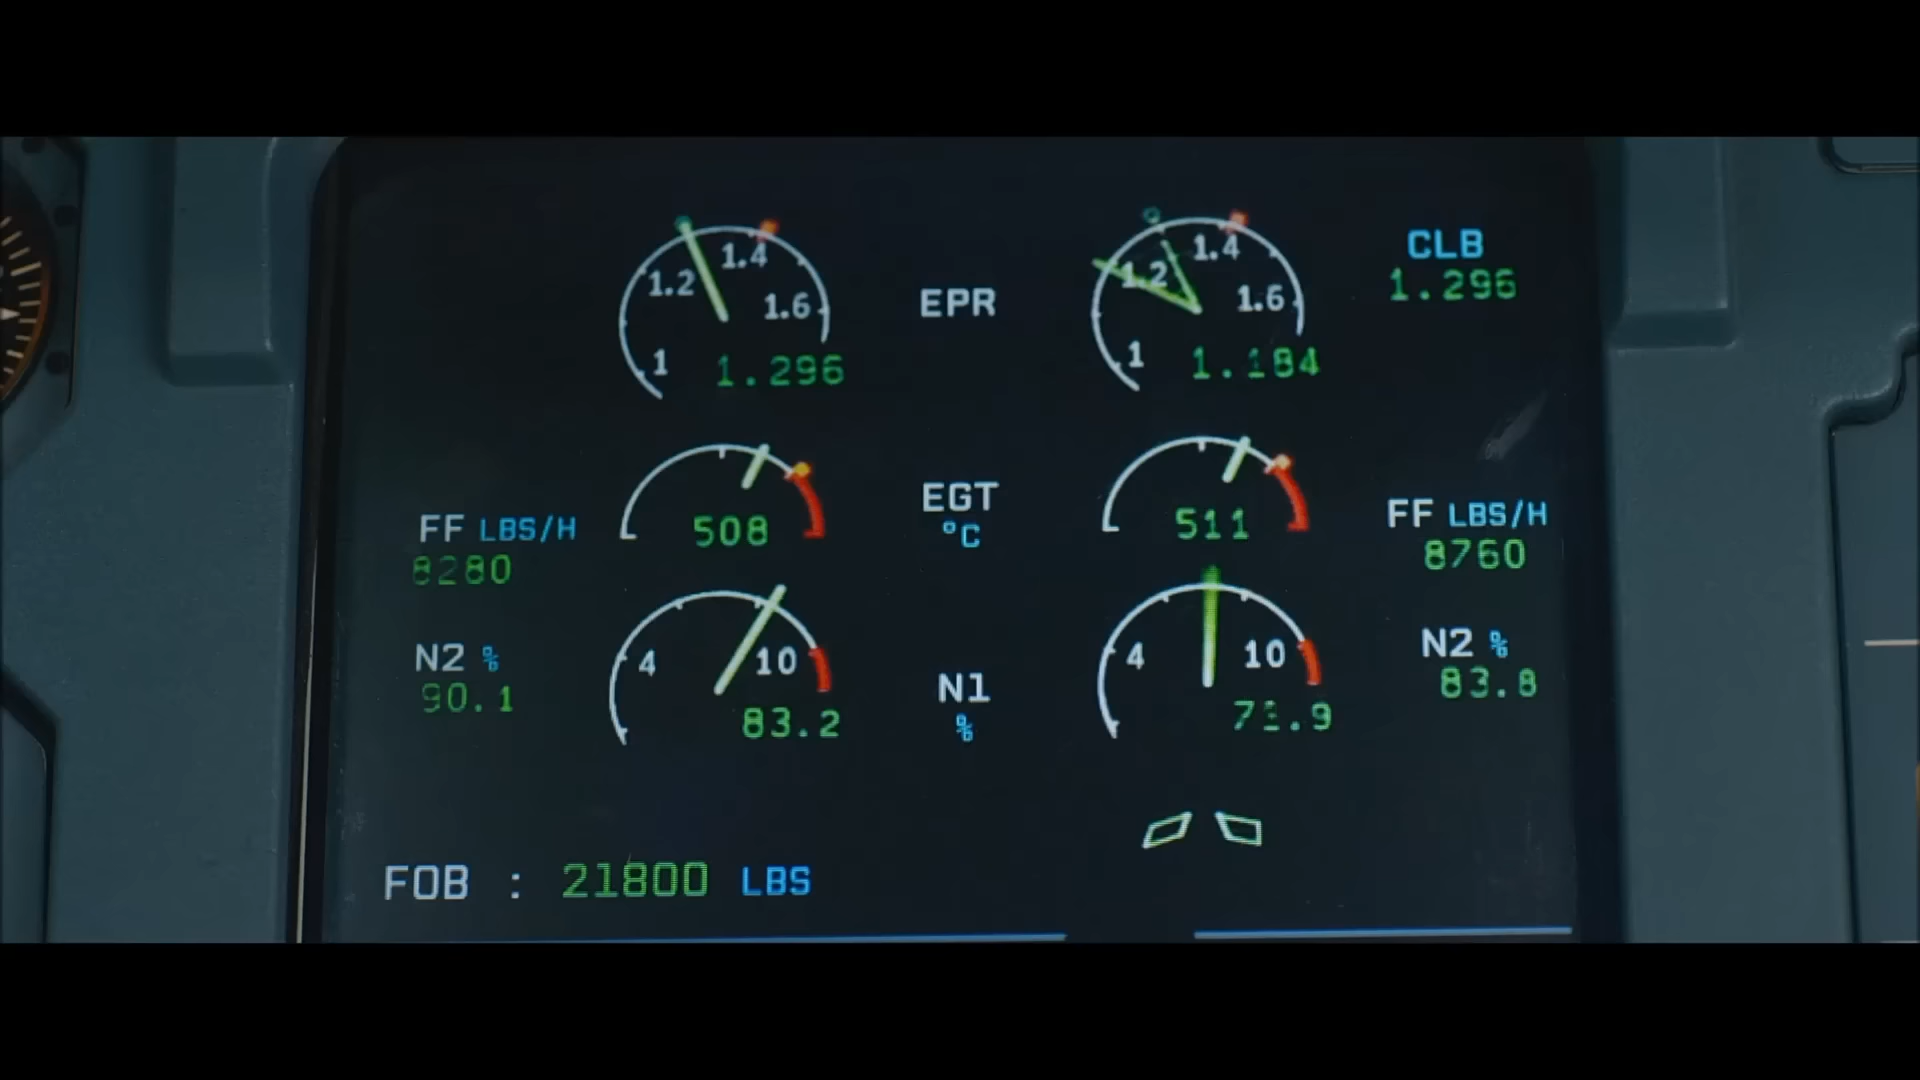 1.2 1.4 1.6 1 1.296
EPR
1.2 1.4 1.6 1 1.184
CLB
1.296
FF LBS/H
8280
508
EGT
°C
511
FF LBS/H
8760
N2 %
90.1
4 10
83.2
N1
%
4 10
N2 %
83.8
FOB : 21800 LBS